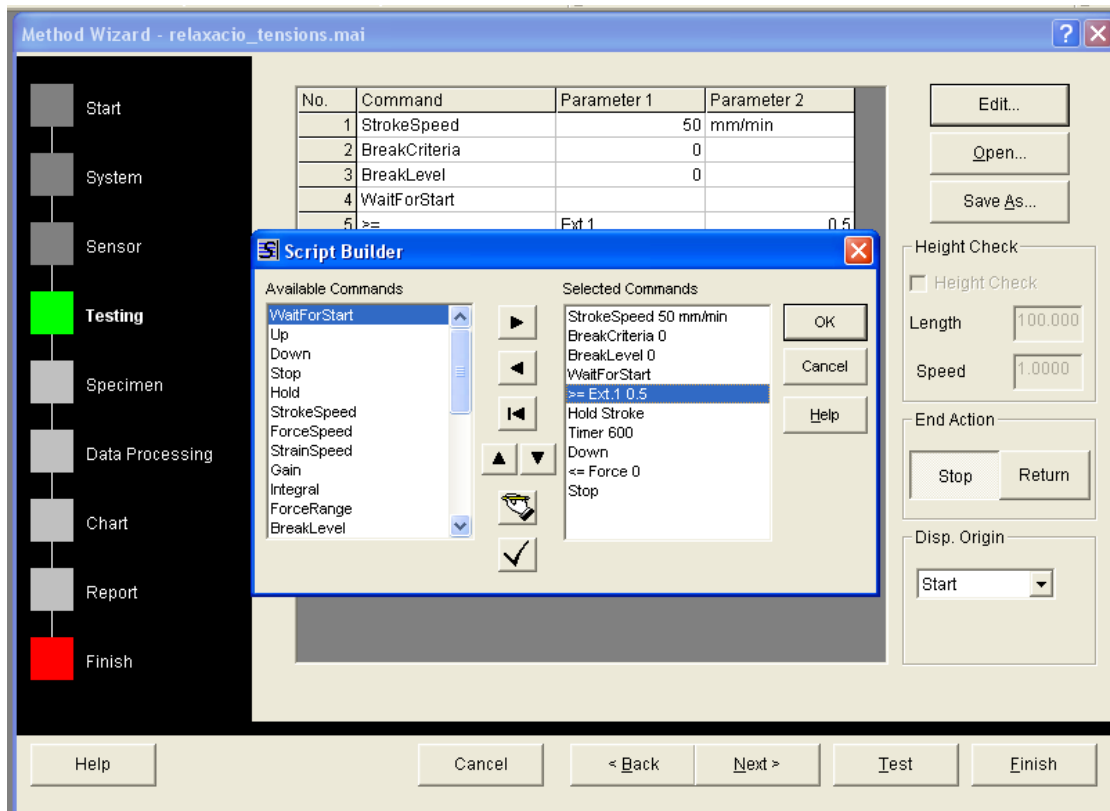 Method Wizard - relaxacio_tensions.mai
Start
System
Sensor
Testing
Specimen
Data Processing
Chart
Report
Finish
No. Command Parameter 1 Parameter 2
1 StrokeSpeed 50 mm/min
2 BreakCriteria 0
3 BreakLevel 0
4 WaitForStart
5 >= Ext.1 0.5
Edit...
Open...
Save As...
Height Check
Height Check
Length 100.000
Speed 1.0000
End Action
Stop Return
Disp. Origin
Start
Script Builder
Available Commands
WaitForStart
Up
Down
Stop
Hold
StrokeSpeed
ForceSpeed
StrainSpeed
Gain
Integral
ForceRange
BreakLevel
Selected Commands
StrokeSpeed 50 mm/min
BreakCriteria 0
BreakLevel 0
WaitForStart
>= Ext.1 0.5
Hold Stroke
Timer 600
Down
<= Force 0
Stop
OK
Cancel
Help
Help Cancel < Back Next > Test Finish